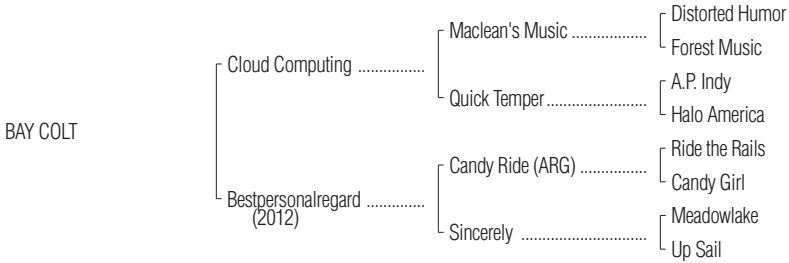 Distorted Humor
Maclean's Music ..................
Forest Music
Cloud Computing ................
A.P. Indy
Quick Temper........................
Halo America
BAY COLT
Ride the Rails
Candy Ride (ARG) ................
Candy Girl
Bestpersonalregard ..............
(2012)
Meadowlake
Sincerely ..............................
Up Sail